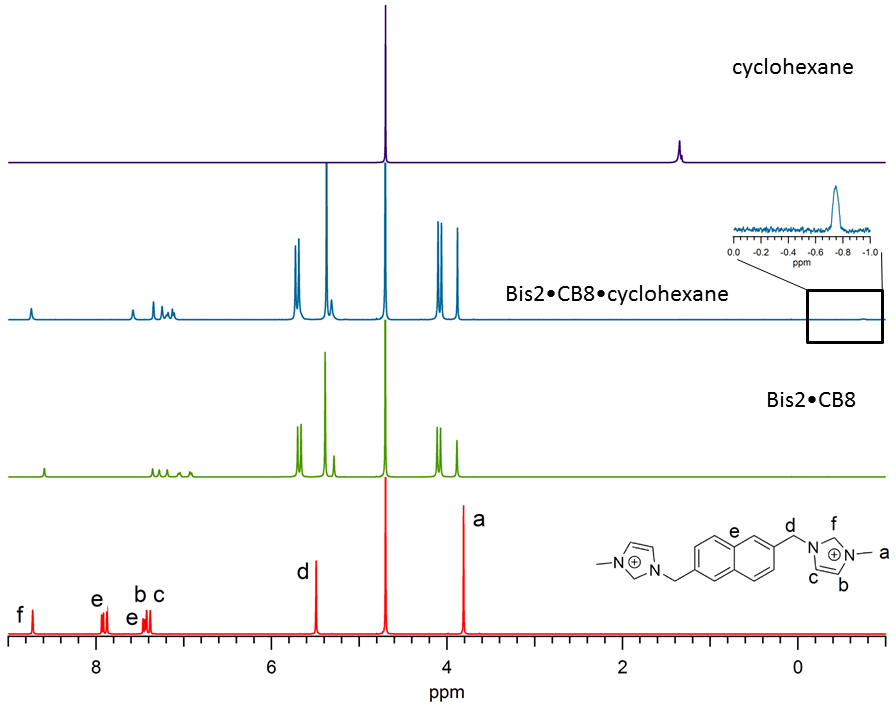 cyclohexane
0.0 -0.2 -0.4 -0.6 -0.8 -1.0
ppm
Bis2•CB8•cyclohexane
Bis2•CB8
a
d
b
e
c
e
f
e
d
f
N
N
N
N
+
+
a
c
b
8 6 4 2 0
ppm